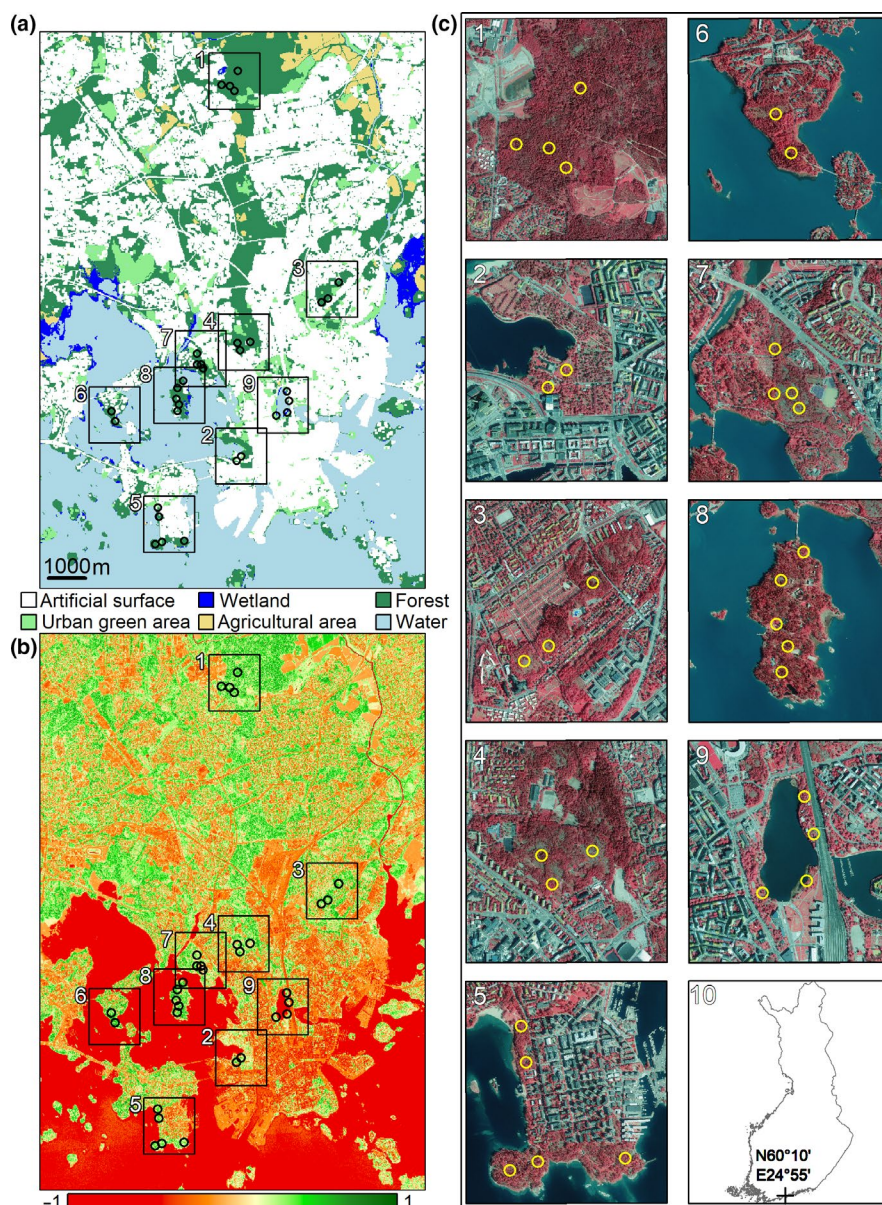 (a)
1
3
4
7
8
9
6
2
5
1000m
Artificial surface
Wetland
Forest
Urban green area
Agricultural area
Water
(b)
1
3
4
7
8
9
6
2
5
−1
1
(c)
1
6
2
7
3
8
4
9
5
10
N60°10'
E24°55'